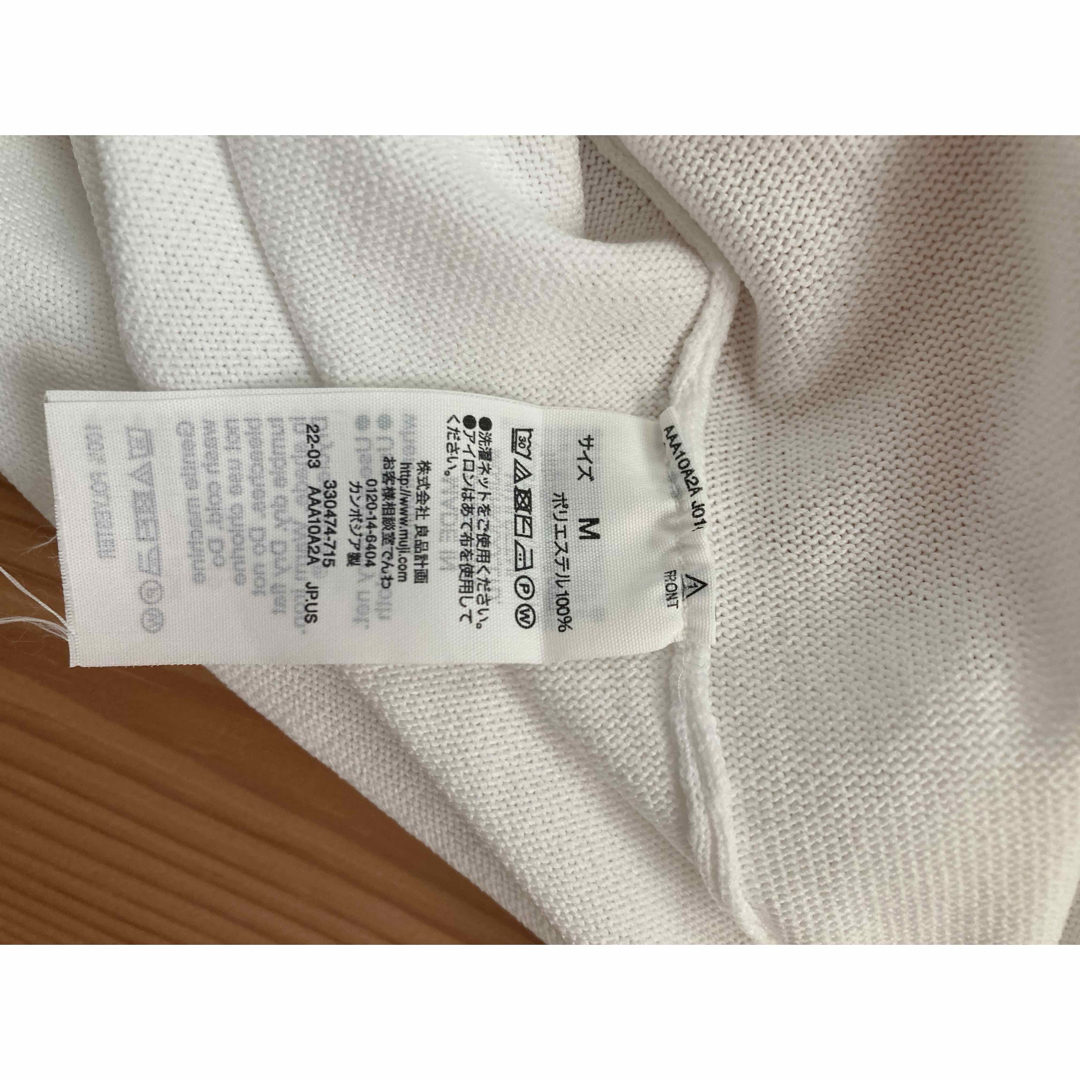 サイズ M
ポリエステル100%
30
P W
●洗濯ネットをご使用ください。
●アイロンはあて布を使用して
ください。
株式会社 良品計画
http://www.muji.com
お客様相談室でんわ
0120-14-6404
カンボジア製
330474-715
22-03 AAA10A2A JP.US
AAA10A2A J01
A
FRONT